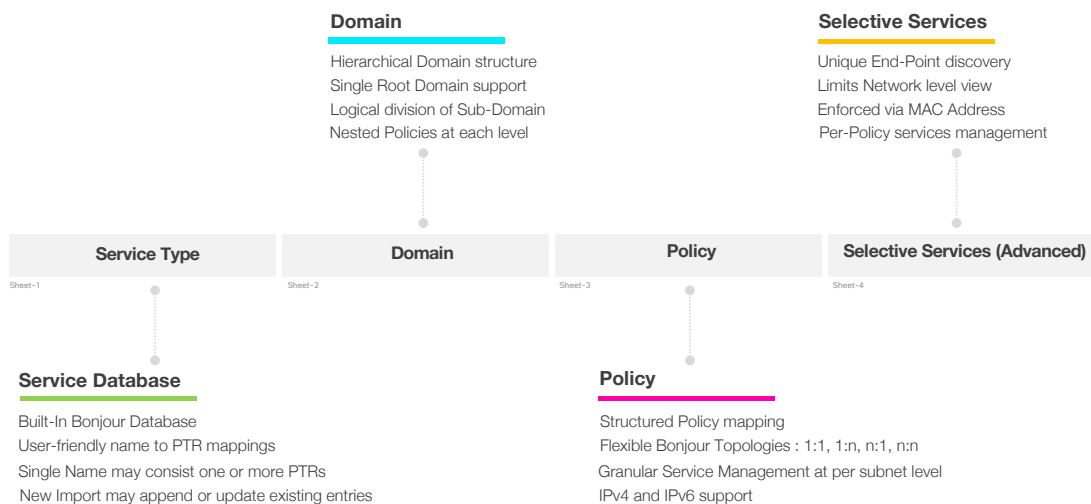 Domain
Hierarchical Domain structure
Single Root Domain support
Logical division of Sub-Domain
Nested Policies at each level
Selective Services
Unique End-Point discovery
Limits Network level view
Enforced via MAC Address
Per-Policy services management
Service Type
Domain
Policy
Selective Services (Advanced)
Sheet-1
Sheet-2
Sheet-3
Sheet-4
Service Database
Built-In Bonjour Database
User-friendly name to PTR mappings
Single Name may consist one or more PTRs
New Import may append or update existing entries
Policy
Structured Policy mapping
Flexible Bonjour Topologies : 1:1, 1:n, n:1, n:n
Granular Service Management at per subnet level
IPv4 and IPv6 support